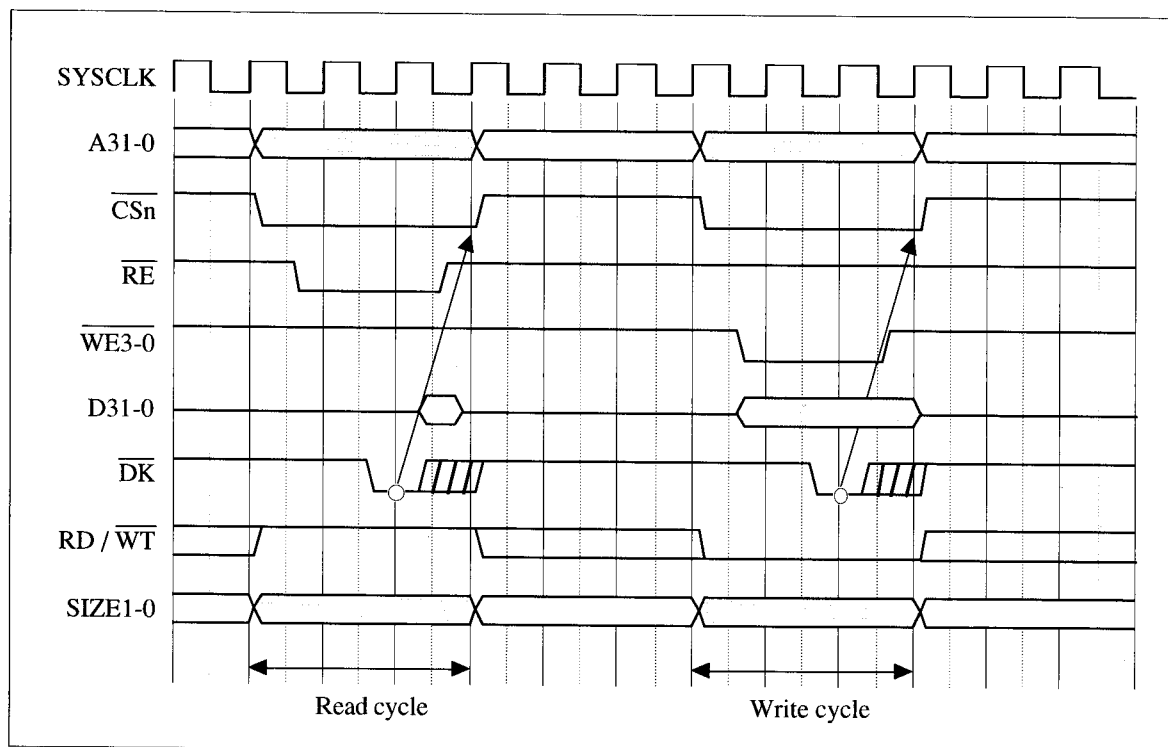 SYSCLK
A31-0
CSn
RE
WE3-0
D31-0
DK
RD / WT
SIZE1-0
Read cycle
Write cycle